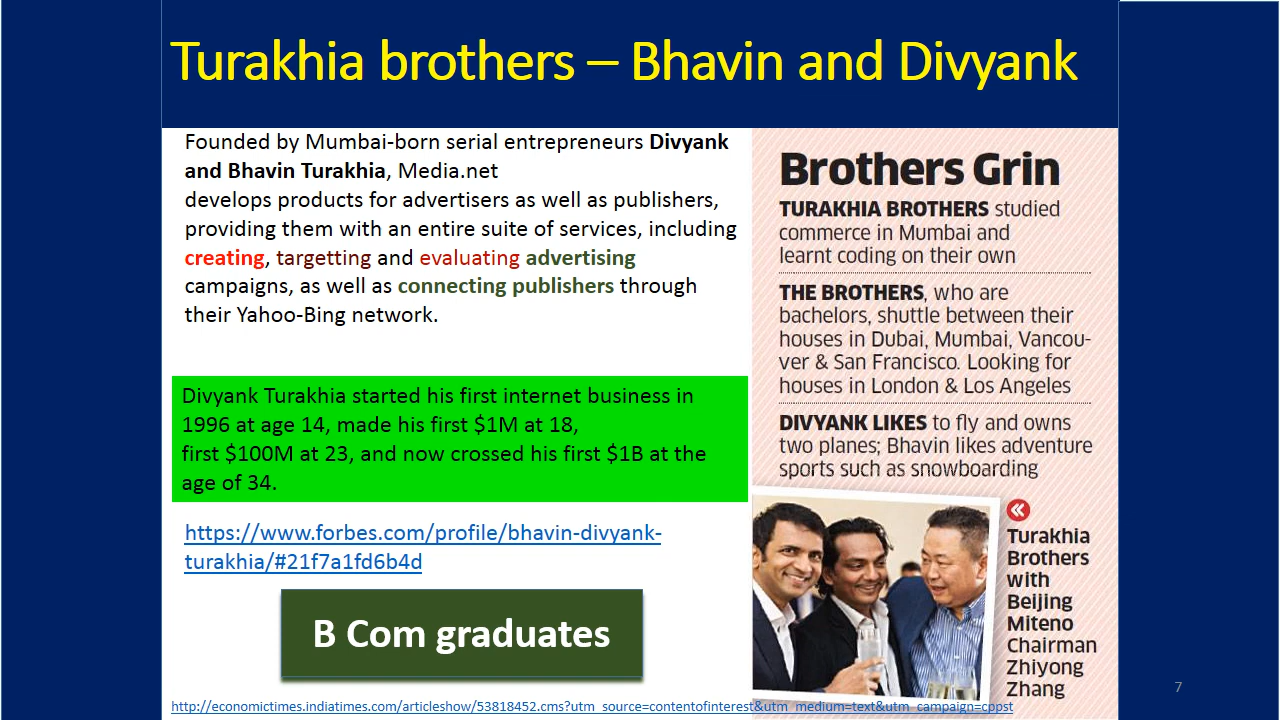 Turakhia brothers – Bhavin and Divyank
Founded by Mumbai-born serial entrepreneurs Divyank
and Bhavin Turakhia, Media.net
develops products for advertisers as well as publishers,
providing them with an entire suite of services, including
creating, targetting and evaluating advertising
campaigns, as well as connecting publishers through
their Yahoo-Bing network.
Divyank Turakhia started his first internet business in
1996 at age 14, made his first $1M at 18,
first $100M at 23, and now crossed his first $1B at the
age of 34.
https://www.forbes.com/profile/bhavin-divyank-
turakhia/#21f7a1fd6b4d
B Com graduates
Brothers Grin
TURAKHIA BROTHERS studied
commerce in Mumbai and
learnt coding on their own
THE BROTHERS, who are
bachelors, shuttle between their
houses in Dubai, Mumbai, Vancou-
ver & San Francisco. Looking for
houses in London & Los Angeles
DIVYANK LIKES to fly and owns
two planes; Bhavin likes adventure
sports such as snowboarding
Turakhia
Brothers
with
Beijing
Miteno
Chairman
Zhiyong
Zhang
http://economictimes.indiatimes.com/articleshow/53818452.cms?utm_source=contentofinterest&utm_medium=text&utm_campaign=cppst
7